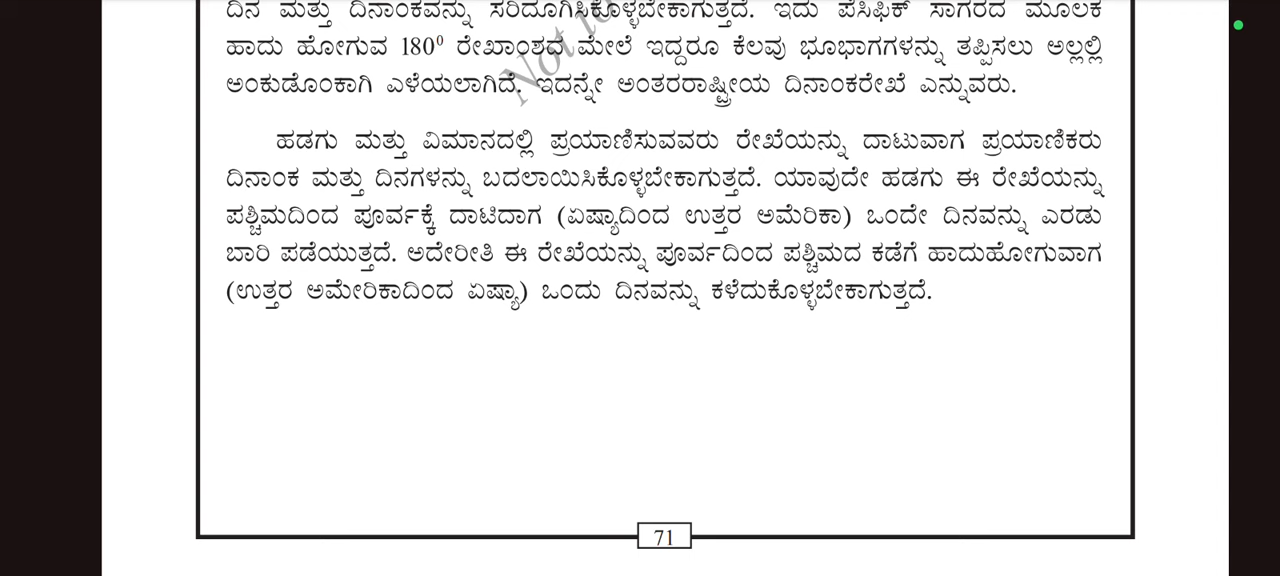 ದಿನ ಮತ್ತು ದಿನಾಂಕವನ್ನು ಸರಿದೂಗಿಸಿಕೊಳ್ಳಬೇಕಾಗುತ್ತದೆ. ಇದು ಪೆಸಿಫಿಕ್ ಸಾಗರದ ಮೂಲಕ
ಹಾದು ಹೋಗುವ 180⁰ ರೇಖಾಂಶದ ಮೇಲೆ ಇದ್ದರೂ ಕೆಲವು ಭೂಭಾಗಗಳನ್ನು ತಪ್ಪಿಸಲು ಅಲ್ಲಲ್ಲಿ
ಅಂಕುಡೊಂಕಾಗಿ ಎಳೆಯಲಾಗಿದೆ. ಇದನ್ನೇ ಅಂತರರಾಷ್ಟ್ರೀಯ ದಿನಾಂಕರೇಖೆ ಎನ್ನುವರು.
ಹಡಗು ಮತ್ತು ವಿಮಾನದಲ್ಲಿ ಪ್ರಯಾಣಿಸುವವರು ರೇಖೆಯನ್ನು ದಾಟುವಾಗ ಪ್ರಯಾಣಿಕರು
ದಿನಾಂಕ ಮತ್ತು ದಿನಗಳನ್ನು ಬದಲಾಯಿಸಿಕೊಳ್ಳಬೇಕಾಗುತ್ತದೆ. ಯಾವುದೇ ಹಡಗು ಈ ರೇಖೆಯನ್ನು
ಪಶ್ಚಿಮದಿಂದ ಪೂರ್ವಕ್ಕೆ ದಾಟಿದಾಗ (ಏಷ್ಯಾದಿಂದ ಉತ್ತರ ಅಮೆರಿಕಾ) ಒಂದೇ ದಿನವನ್ನು ಎರಡು
ಬಾರಿ ಪಡೆಯುತ್ತದೆ. ಅದೇರೀತಿ ಈ ರೇಖೆಯನ್ನು ಪೂರ್ವದಿಂದ ಪಶ್ಚಿಮದ ಕಡೆಗೆ ಹಾದುಹೋಗುವಾಗ
(ಉತ್ತರ ಅಮೇರಿಕಾದಿಂದ ಏಷ್ಯಾ) ಒಂದು ದಿನವನ್ನು ಕಳೆದುಕೊಳ್ಳಬೇಕಾಗುತ್ತದೆ.
Not to
71